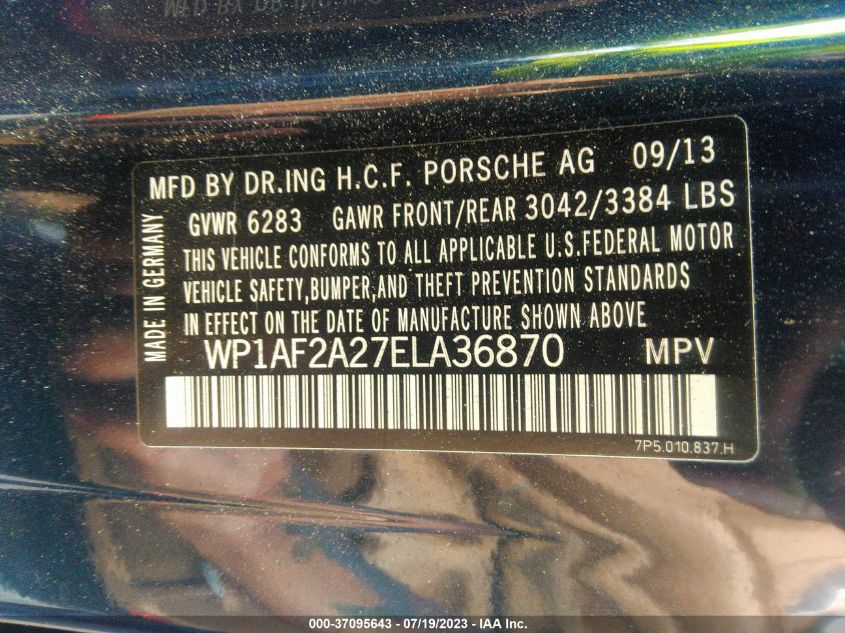 MFD BY DR.ING H.C.F. PORSCHE AG 09/13
GVWR 6283 GAWR FRONT/REAR 3042/3384 LBS
THIS VEHICLE CONFORMS TO ALL APPLICABLE U.S.FEDERAL MOTOR
VEHICLE SAFETY,BUMPER,AND THEFT PREVENTION STANDARDS
IN EFFECT ON DATE OF MANUFACTURE SHOWN ABOVE
WP1AF2A27ELA36870 MPV
7P5.010.837.H
MADE IN GERMANY
000-37095643 - 07/19/2023 - IAA Inc.